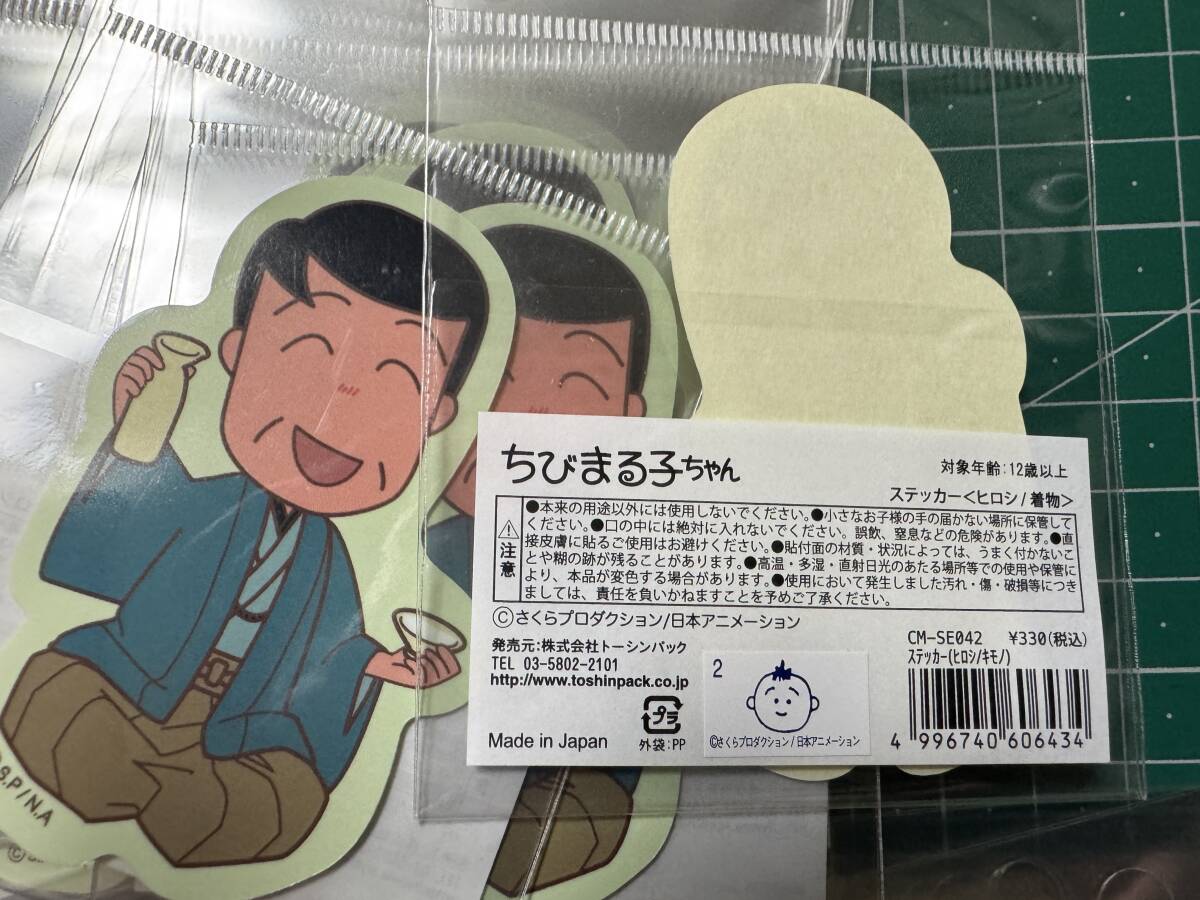 ちびまる子ちゃん
対象年齢:12歳以上
ステッカー<ヒロシ/着物>
⚠注意
●本来の用途以外には使用しないでください。●小さなお子様の手の届かない場所に保管して
ください。●口の中には絶対に入れないでください。誤飲、窒息などの危険があります。●直
接皮膚に貼るご使用はお避けください。●貼付面の材質・状況によっては、うまく付かないこ
とや糊の跡が残ることがあります。●高温・多湿・直射日光のあたる場所等での使用や保管に
より、本品が変色する場合があります。●使用において発生しました汚れ・傷・破損等につき
ましては、責任を負いかねますことを予めご了承ください。
©さくらプロダクション/日本アニメーション
発売元:株式会社トーシンパック
TEL 03-5802-2101
http://www.toshinpack.co.jp
Made in Japan
プラ
外装:PP
2
©さくらプロダクション/日本アニメーション
CM-SE042 ¥330(税込)
ステッカー(ヒロシ/キモノ)
4 996740 606434
S.P/N.A